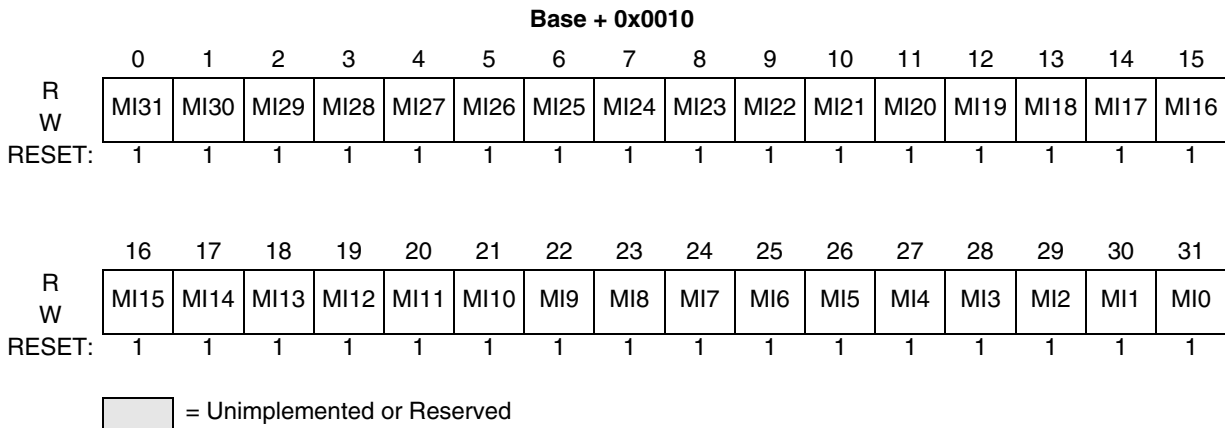 Base + 0x0010
0 1 2 3 4 5 6 7 8 9 10 11 12 13 14 15
R
MI31 MI30 MI29 MI28 MI27 MI26 MI25 MI24 MI23 MI22 MI21 MI20 MI19 MI18 MI17 MI16
W
RESET: 1 1 1 1 1 1 1 1 1 1 1 1 1 1 1 1
16 17 18 19 20 21 22 23 24 25 26 27 28 29 30 31
R
MI15 MI14 MI13 MI12 MI11 MI10 MI9 MI8 MI7 MI6 MI5 MI4 MI3 MI2 MI1 MI0
W
RESET: 1 1 1 1 1 1 1 1 1 1 1 1 1 1 1 1
= Unimplemented or Reserved